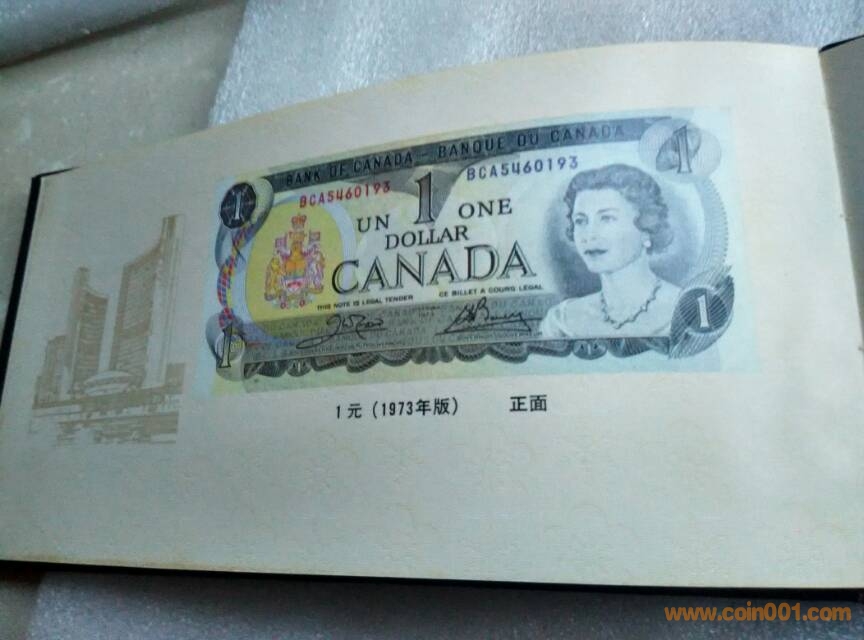 BANK OF CANADA – BANQUE DU CANADA
1
1
BCA5460193
BCA5460193
1
UN
ONE
DOLLAR
CANADA
THIS NOTE IS LEGAL TENDER
CE BILLET A COURS LEGAL
1
1
1元（1973年版） 正面
www.coin001.com